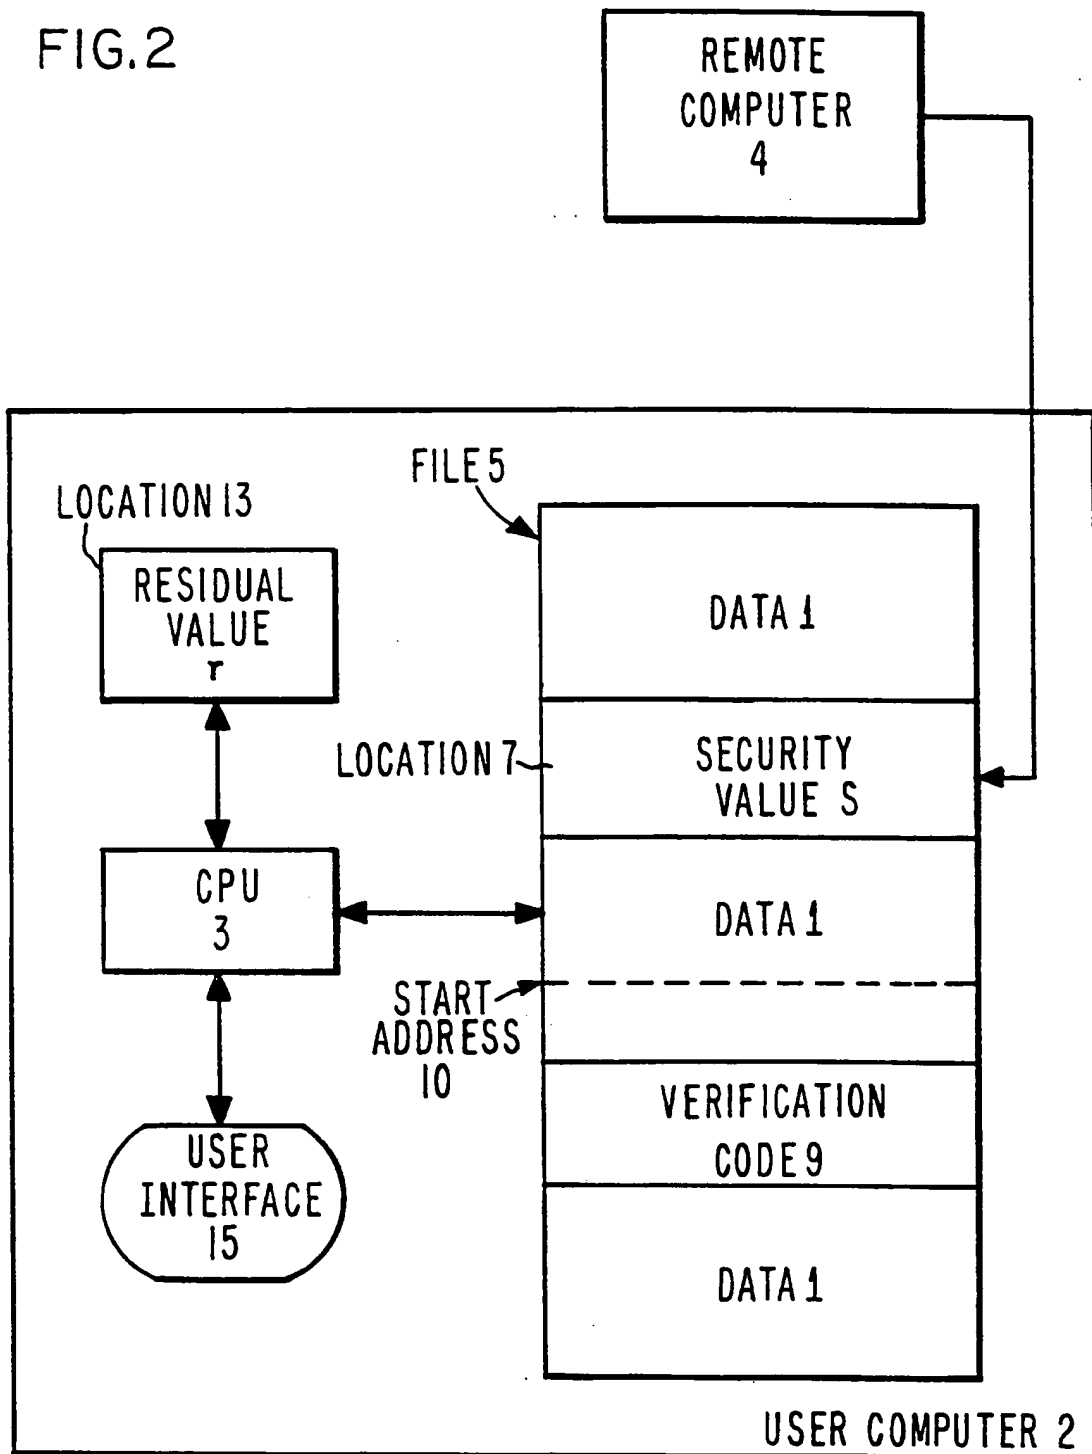 FIG.2
REMOTE
COMPUTER
4
FILE 5
LOCATION 13
RESIDUAL
VALUE
r
DATA 1
LOCATION 7
SECURITY
VALUE S
CPU
3
DATA 1
START
ADDRESS
10
VERIFICATION
CODE 9
USER
INTERFACE
15
DATA 1
USER COMPUTER 2